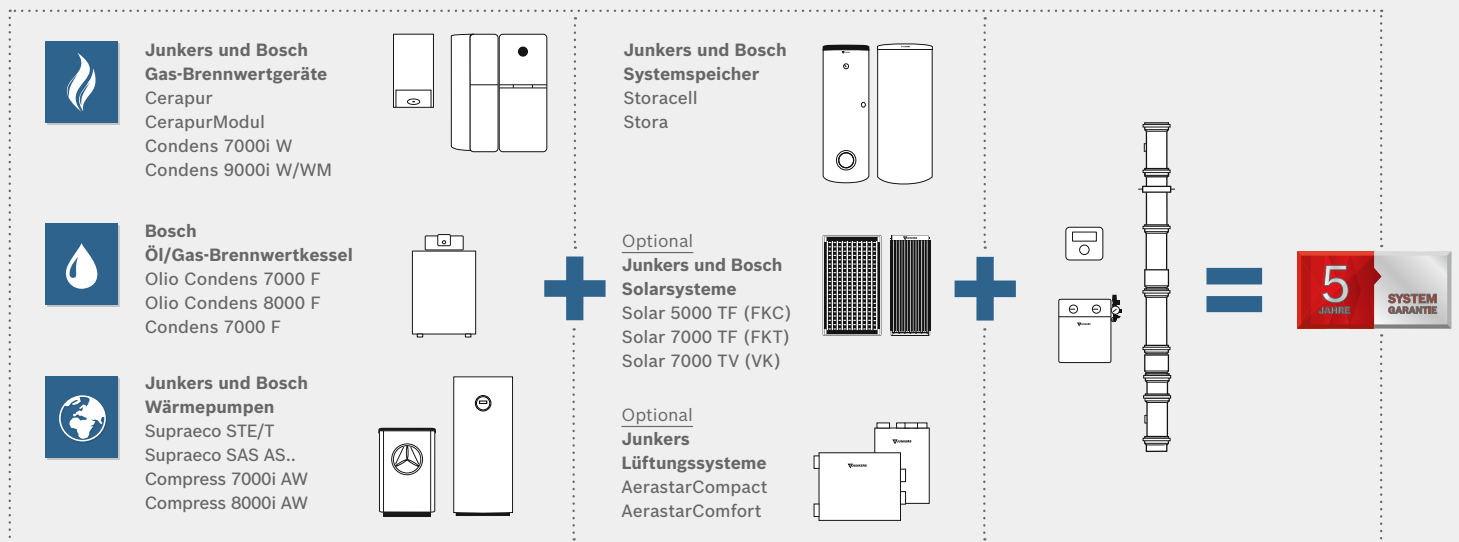 Junkers und Bosch
Gas-Brennwertgeräte
Cerapur
CerapurModul
Condens 7000i W
Condens 9000i W/WM
Bosch
Öl/Gas-Brennwertkessel
Olio Condens 7000 F
Olio Condens 8000 F
Condens 7000 F
Junkers und Bosch
Wärmepumpen
Supraeco STE/T
Supraeco SAS AS..
Compress 7000i AW
Compress 8000i AW
Junkers und Bosch
Systemspeicher
Storacell
Stora
Optional
Junkers und Bosch
Solarsysteme
Solar 5000 TF (FKC)
Solar 7000 TF (FKT)
Solar 7000 TV (VK)
Optional
Junkers
Lüftungssysteme
AerastarCompact
AerastarComfort
JUNKERS
JUNKERS
5
JAHRE
SYSTEM
GARANTIE